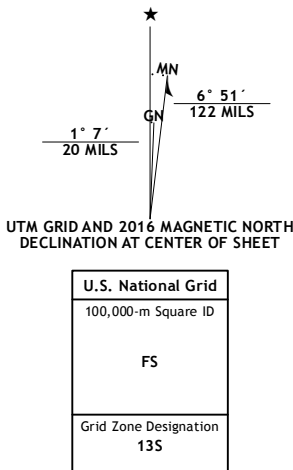 MN
GN
6° 51´
122 MILS
1° 7´
20 MILS
UTM GRID AND 2016 MAGNETIC NORTH
DECLINATION AT CENTER OF SHEET
U.S. National Grid
100,000-m Square ID
FS
Grid Zone Designation
13S